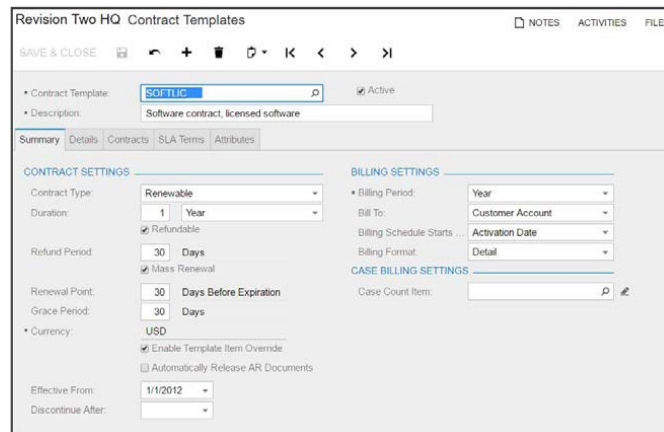 Revision Two HQ Contract Templates
NOTES ACTIVITIES FILE
SAVE & CLOSE
• Contract Template: SOFTLIC Active
• Description: Software contract, licensed software
Summary Details Contracts SLA Terms Attributes
CONTRACT SETTINGS
Contract Type: Renewable
Duration: 1 Year
Refundable
Refund Period: 30 Days
Mass Renewal
Renewal Point: 30 Days Before Expiration
Grace Period: 30 Days
• Currency: USD
Enable Template Item Override
Automatically Release AR Documents
Effective From: 1/1/2012
Discontinue After:
BILLING SETTINGS
• Billing Period: Year
Bill To: Customer Account
Billing Schedule Starts ... Activation Date
Billing Format: Detail
CASE BILLING SETTINGS
Case Count Item: